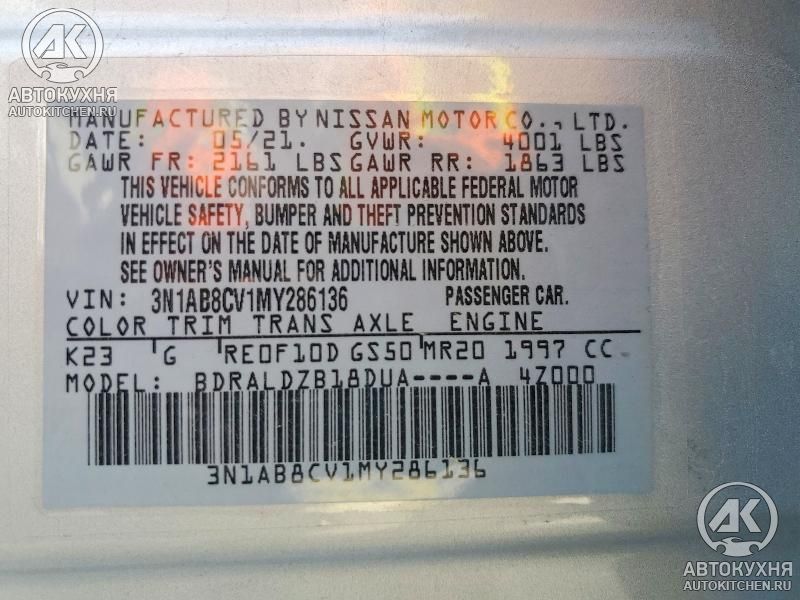 AK
АВТОКУХНЯ
AUTOKITCHEN.RU
MANUFACTURED BY NISSAN MOTOR CO., LTD.
DATE: 05/21. GVWR: 4001 LBS
GAWR FR: 2161 LBS GAWR RR: 1863 LBS
THIS VEHICLE CONFORMS TO ALL APPLICABLE FEDERAL MOTOR
VEHICLE SAFETY, BUMPER AND THEFT PREVENTION STANDARDS
IN EFFECT ON THE DATE OF MANUFACTURE SHOWN ABOVE.
SEE OWNER'S MANUAL FOR ADDITIONAL INFORMATION.
VIN: 3N1AB8CV1MY286136 PASSENGER CAR.
COLOR TRIM TRANS AXLE ENGINE
K23 G RE0F10D GS50 MR20 1997 CC
MODEL: BDRALDZB18DUA----A 4Z000
3N1AB8CV1MY286136
AK
АВТОКУХНЯ
AUTOKITCHEN.RU